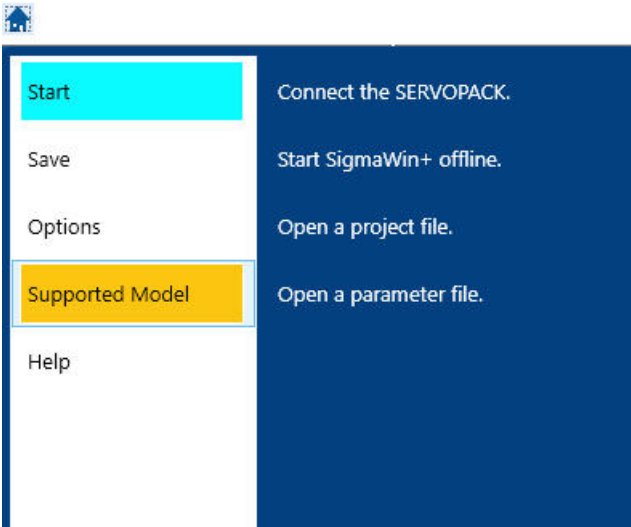 Start
Save
Options
Supported Model
Help
Connect the SERVOPACK.
Start SigmaWin+ offline.
Open a project file.
Open a parameter file.